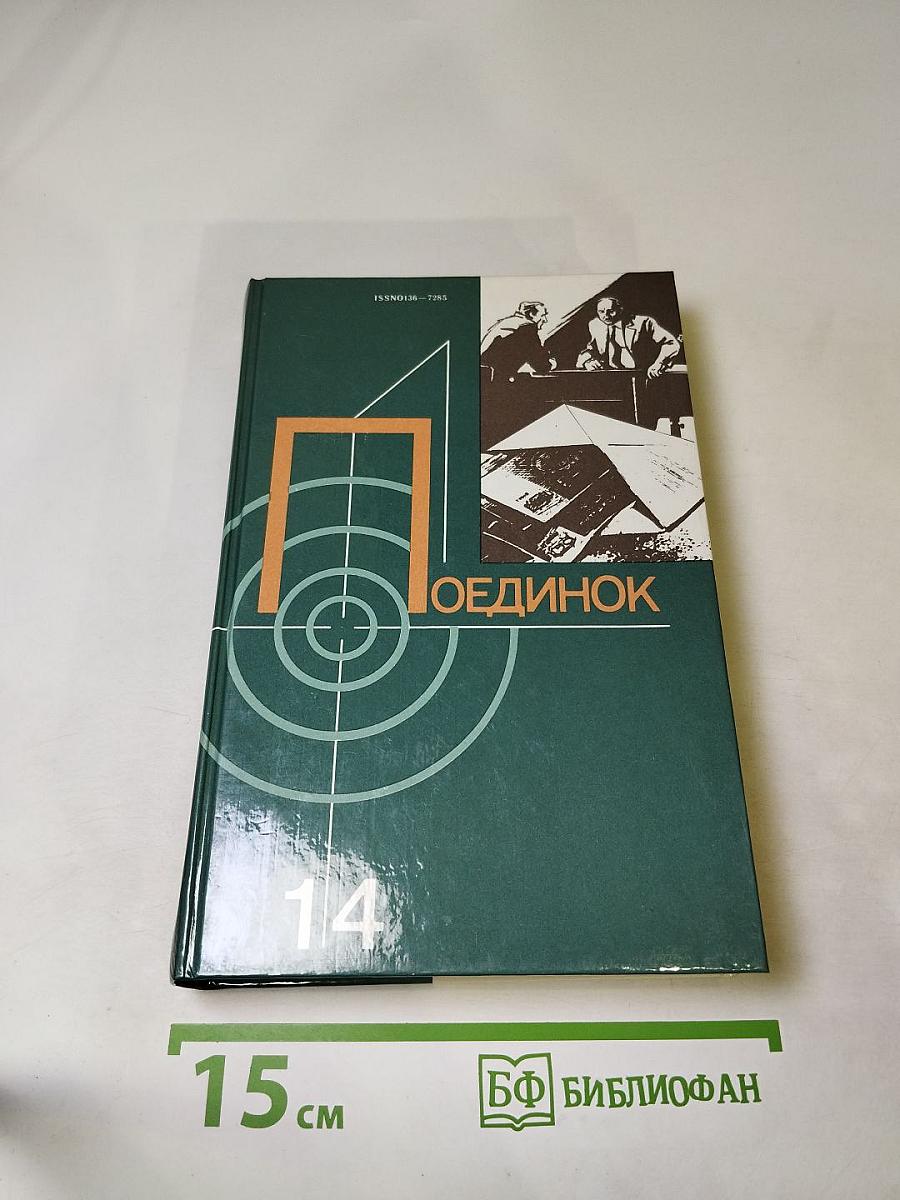 ISSN0136—7285
ПОЕДИНОК
14
15 см
БФ БИБЛИОФАН